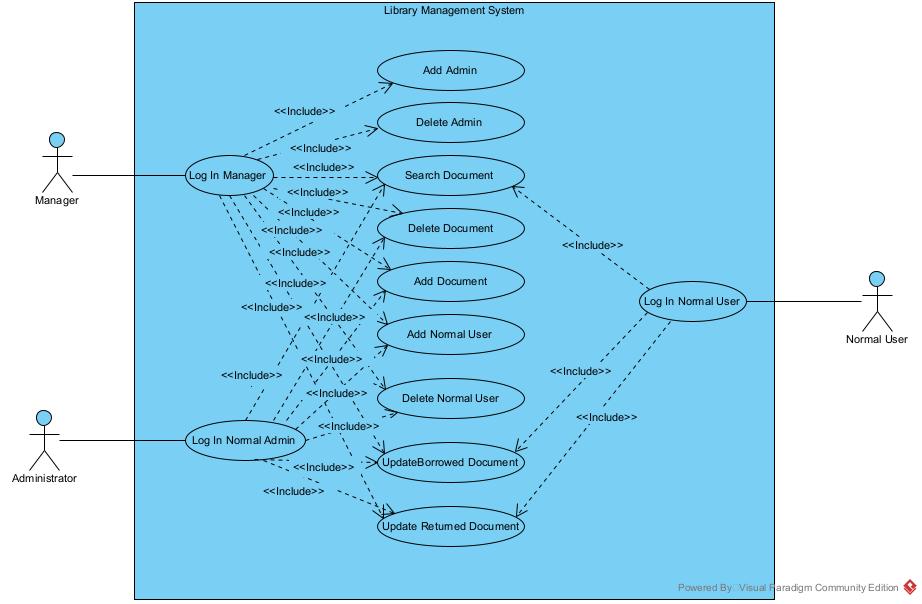 Library Management System
Add Admin
<<Include>>
Delete Admin
<<Include>>
<<Include>>
Log In Manager
Search Document
Manager
<<Include>>
<<Include>>
Delete Document
<<Include>>
<<Include>>
<<Include>>
<<Include>>
Add Document
Log In Normal User
<<Include>>
<<Include>>
Add Normal User
Normal User
<<Include>>
<<Include>>
<<Include>>
<<Include>>
Delete Normal User
<<Include>>
<<Include>>
Log In Normal Admin
UpdateBorrowed Document
<<Include>>
Administrator
<<Include>>
Update Returned Document
Powered By Visual Paradigm Community Edition